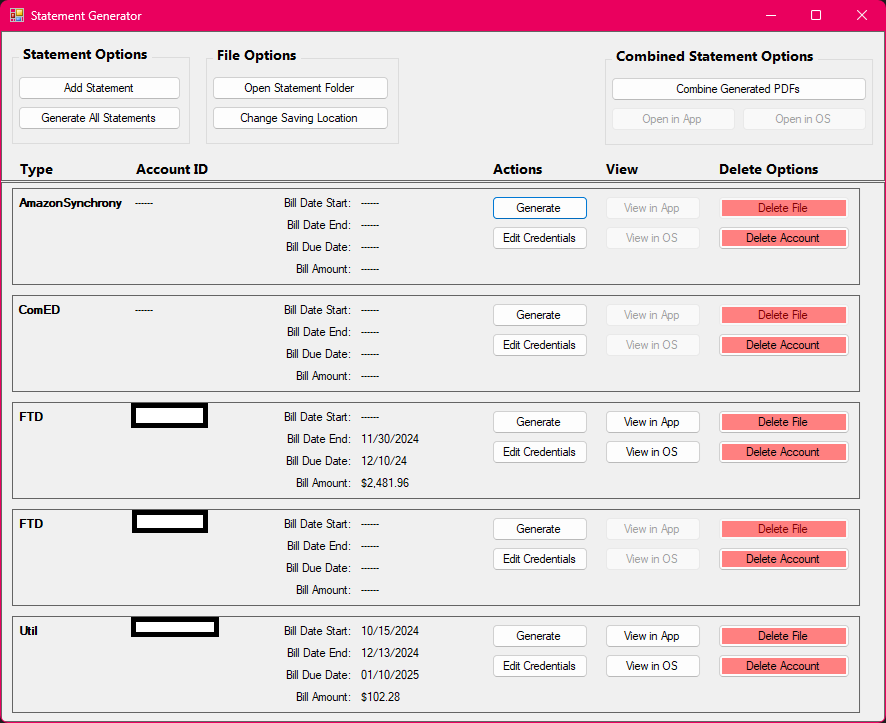 Statement Generator
Statement Options
File Options
Combined Statement Options
Add Statement
Open Statement Folder
Combine Generated PDFs
Generate All Statements
Change Saving Location
Open in App
Open in OS
Type Account ID Actions View Delete Options
AmazonSynchrony ------ Bill Date Start: ------ Generate View in App Delete File
Bill Date End: ------
Edit Credentials View in OS Delete Account
Bill Due Date: ------
Bill Amount: ------
ComED ------ Bill Date Start: ------ Generate View in App Delete File
Bill Date End: ------
Edit Credentials View in OS Delete Account
Bill Due Date: ------
Bill Amount: ------
FTD Bill Date Start: ------ Generate View in App Delete File
Bill Date End: 11/30/2024
Edit Credentials View in OS Delete Account
Bill Due Date: 12/10/24
Bill Amount: $2,481.96
FTD Bill Date Start: ------ Generate View in App Delete File
Bill Date End: ------
Edit Credentials View in OS Delete Account
Bill Due Date: ------
Bill Amount: ------
Util Bill Date Start: 10/15/2024 Generate View in App Delete File
Bill Date End: 12/13/2024
Edit Credentials View in OS Delete Account
Bill Due Date: 01/10/2025
Bill Amount: $102.28